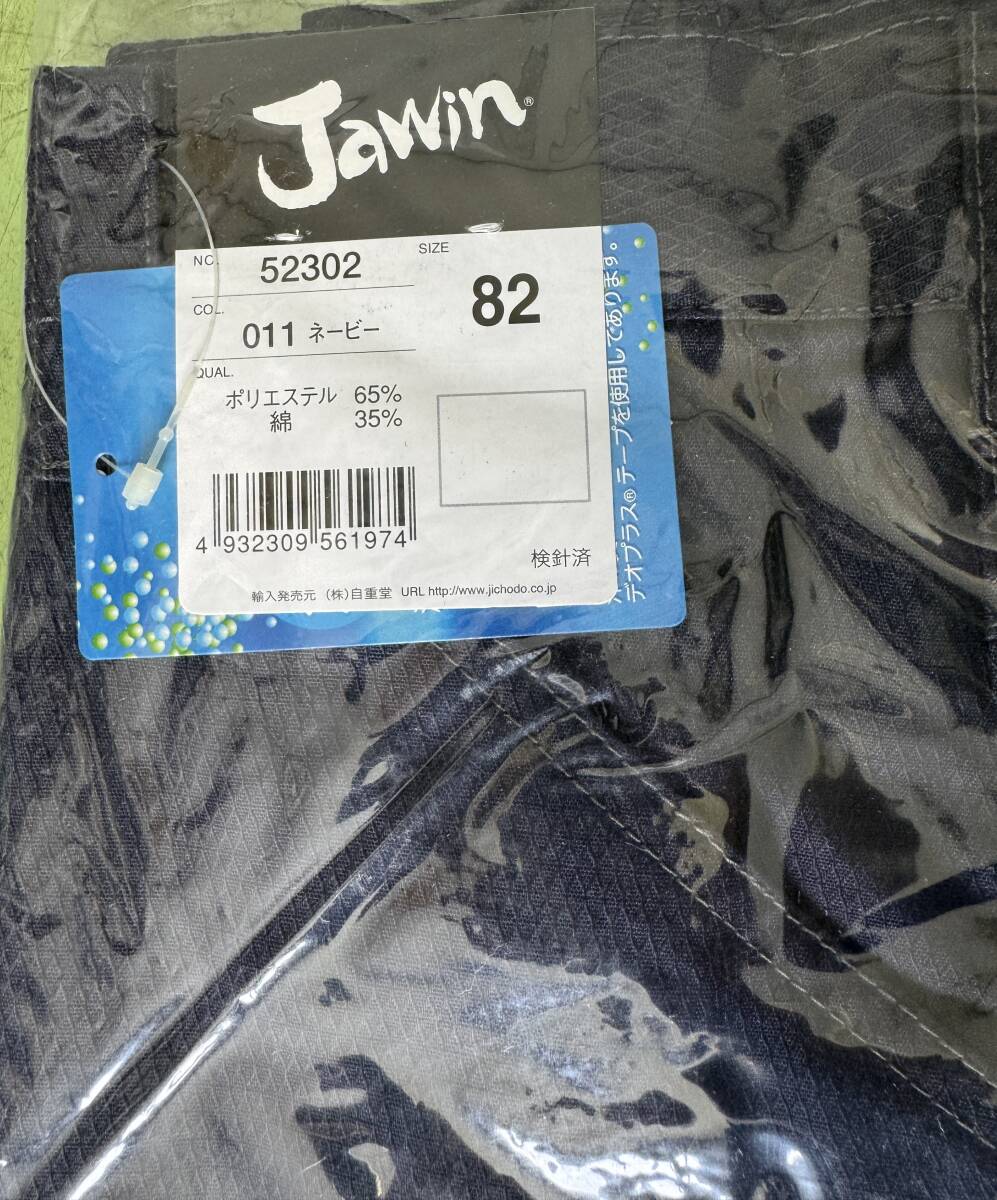 Jawin®
NO. 52302
SIZE
82
COL.
011 ネービー
QUAL.
ポリエステル 65%
綿 35%
4 932309 561974
検針済
輸入発売元 (株)自重堂 URL http://www.jichodo.co.jp
デオプラス®テープを使用してあります。